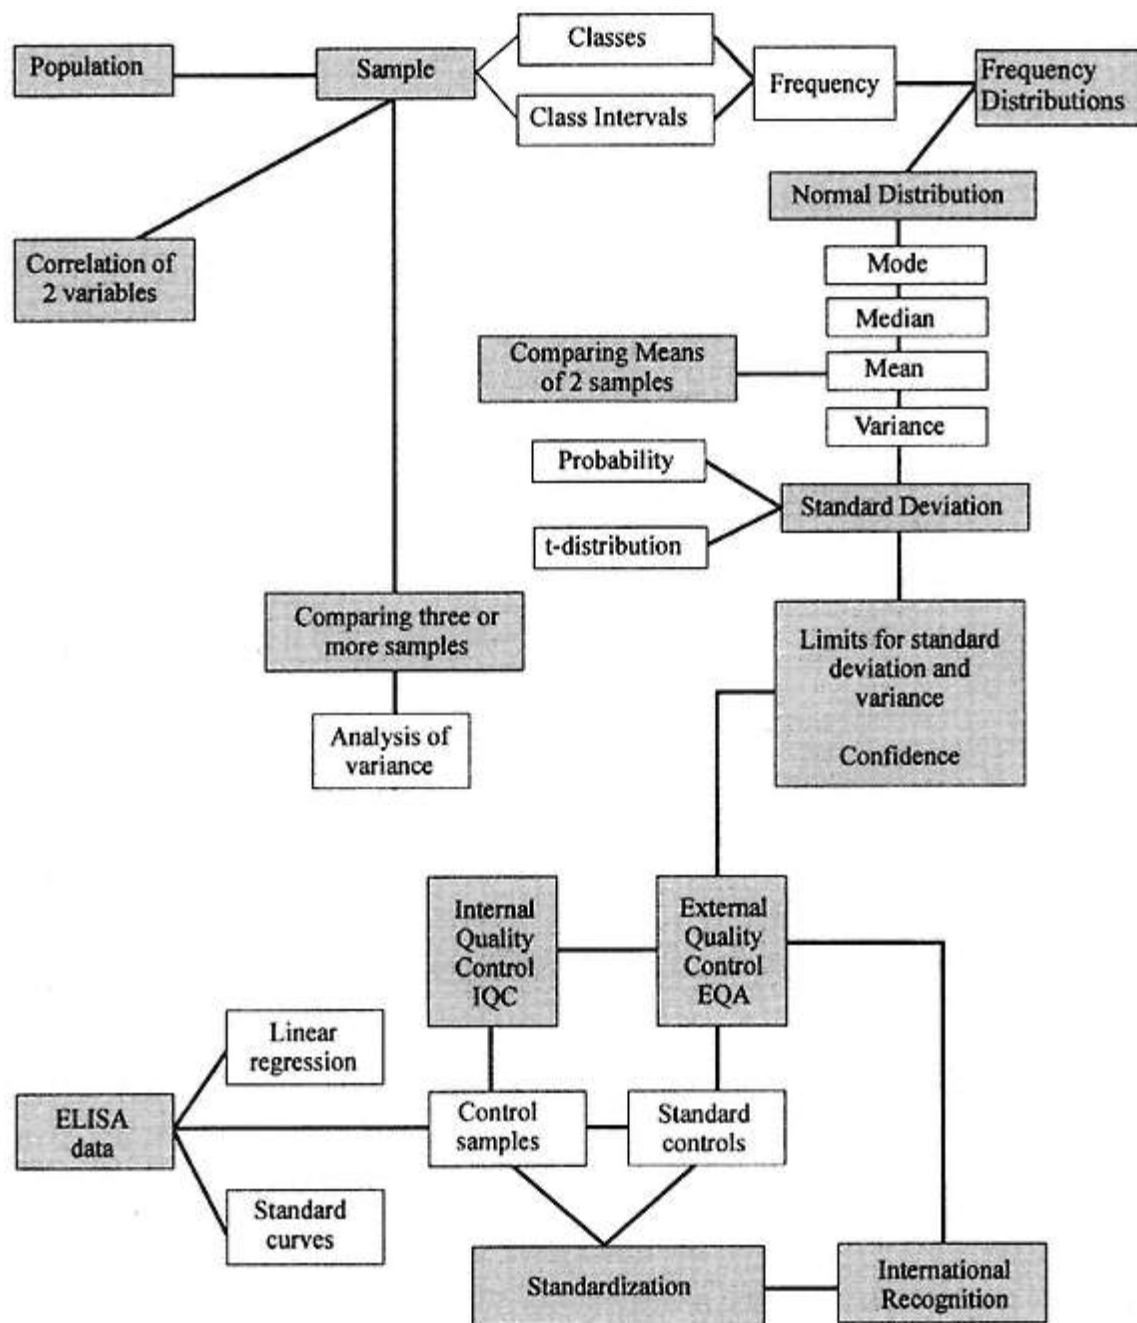 Population
Sample
Classes
Class Intervals
Frequency
Frequency
Distributions
Normal Distribution
Correlation of
2 variables
Mode
Median
Comparing Means
of 2 samples
Mean
Variance
Probability
Standard Deviation
t-distribution
Comparing three or
more samples
Limits for standard
deviation and
variance
Confidence
Analysis of
variance
Internal
Quality
Control
IQC
External
Quality
Control
EQA
Linear
regression
ELISA
data
Control
samples
Standard
controls
Standard
curves
Standardization
International
Recognition